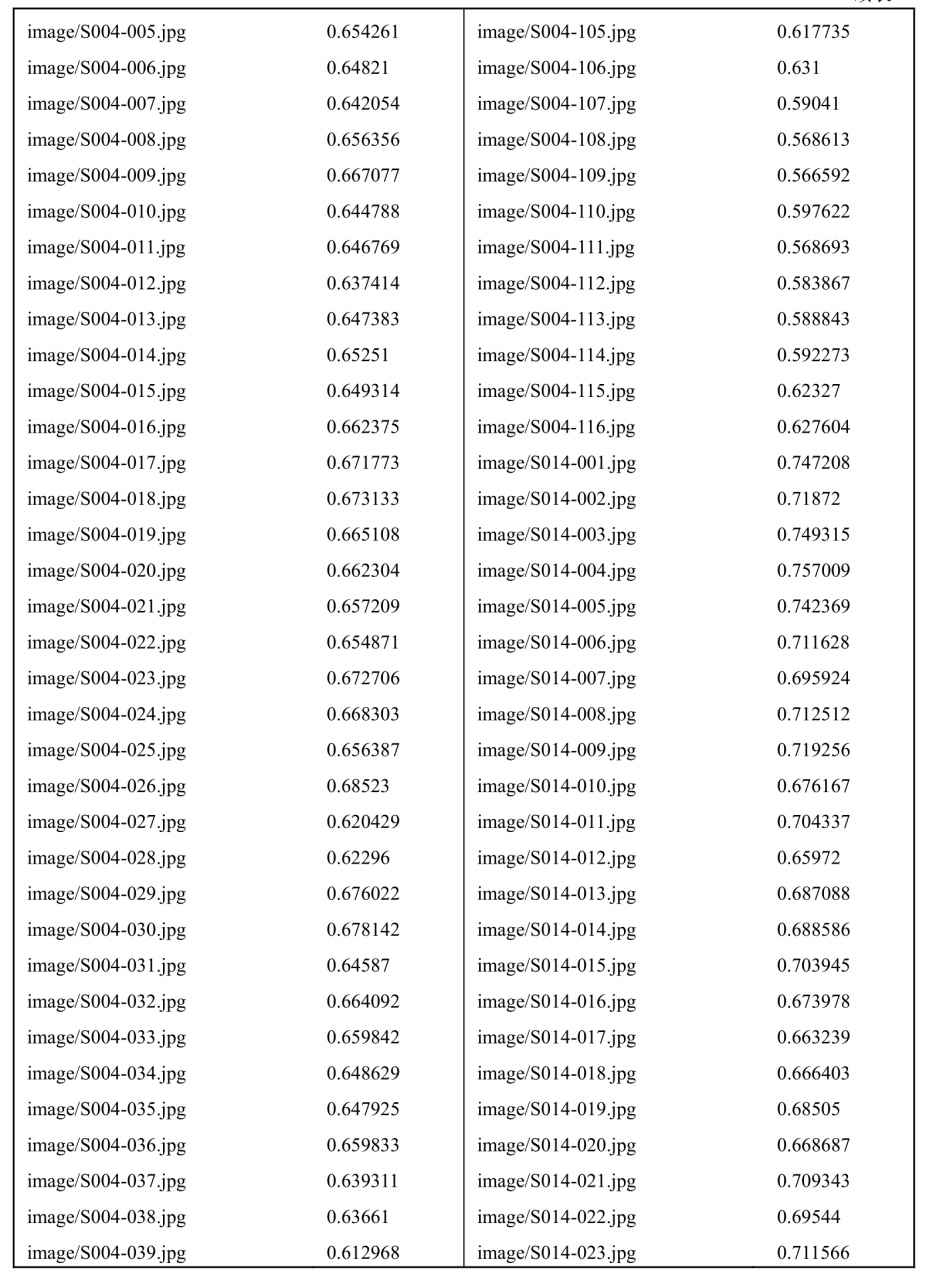 image/S004-005.jpg 0.654261 image/S004-105.jpg 0.617735
image/S004-006.jpg 0.64821 image/S004-106.jpg 0.631
image/S004-007.jpg 0.642054 image/S004-107.jpg 0.59041
image/S004-008.jpg 0.656356 image/S004-108.jpg 0.568613
image/S004-009.jpg 0.667077 image/S004-109.jpg 0.566592
image/S004-010.jpg 0.644788 image/S004-110.jpg 0.597622
image/S004-011.jpg 0.646769 image/S004-111.jpg 0.568693
image/S004-012.jpg 0.637414 image/S004-112.jpg 0.583867
image/S004-013.jpg 0.647383 image/S004-113.jpg 0.588843
image/S004-014.jpg 0.65251 image/S004-114.jpg 0.592273
image/S004-015.jpg 0.649314 image/S004-115.jpg 0.62327
image/S004-016.jpg 0.662375 image/S004-116.jpg 0.627604
image/S004-017.jpg 0.671773 image/S014-001.jpg 0.747208
image/S004-018.jpg 0.673133 image/S014-002.jpg 0.71872
image/S004-019.jpg 0.665108 image/S014-003.jpg 0.749315
image/S004-020.jpg 0.662304 image/S014-004.jpg 0.757009
image/S004-021.jpg 0.657209 image/S014-005.jpg 0.742369
image/S004-022.jpg 0.654871 image/S014-006.jpg 0.711628
image/S004-023.jpg 0.672706 image/S014-007.jpg 0.695924
image/S004-024.jpg 0.668303 image/S014-008.jpg 0.712512
image/S004-025.jpg 0.656387 image/S014-009.jpg 0.719256
image/S004-026.jpg 0.68523 image/S014-010.jpg 0.676167
image/S004-027.jpg 0.620429 image/S014-011.jpg 0.704337
image/S004-028.jpg 0.62296 image/S014-012.jpg 0.65972
image/S004-029.jpg 0.676022 image/S014-013.jpg 0.687088
image/S004-030.jpg 0.678142 image/S014-014.jpg 0.688586
image/S004-031.jpg 0.64587 image/S014-015.jpg 0.703945
image/S004-032.jpg 0.664092 image/S014-016.jpg 0.673978
image/S004-033.jpg 0.659842 image/S014-017.jpg 0.663239
image/S004-034.jpg 0.648629 image/S014-018.jpg 0.666403
image/S004-035.jpg 0.647925 image/S014-019.jpg 0.68505
image/S004-036.jpg 0.659833 image/S014-020.jpg 0.668687
image/S004-037.jpg 0.639311 image/S014-021.jpg 0.709343
image/S004-038.jpg 0.63661 image/S014-022.jpg 0.69544
image/S004-039.jpg 0.612968 image/S014-023.jpg 0.711566